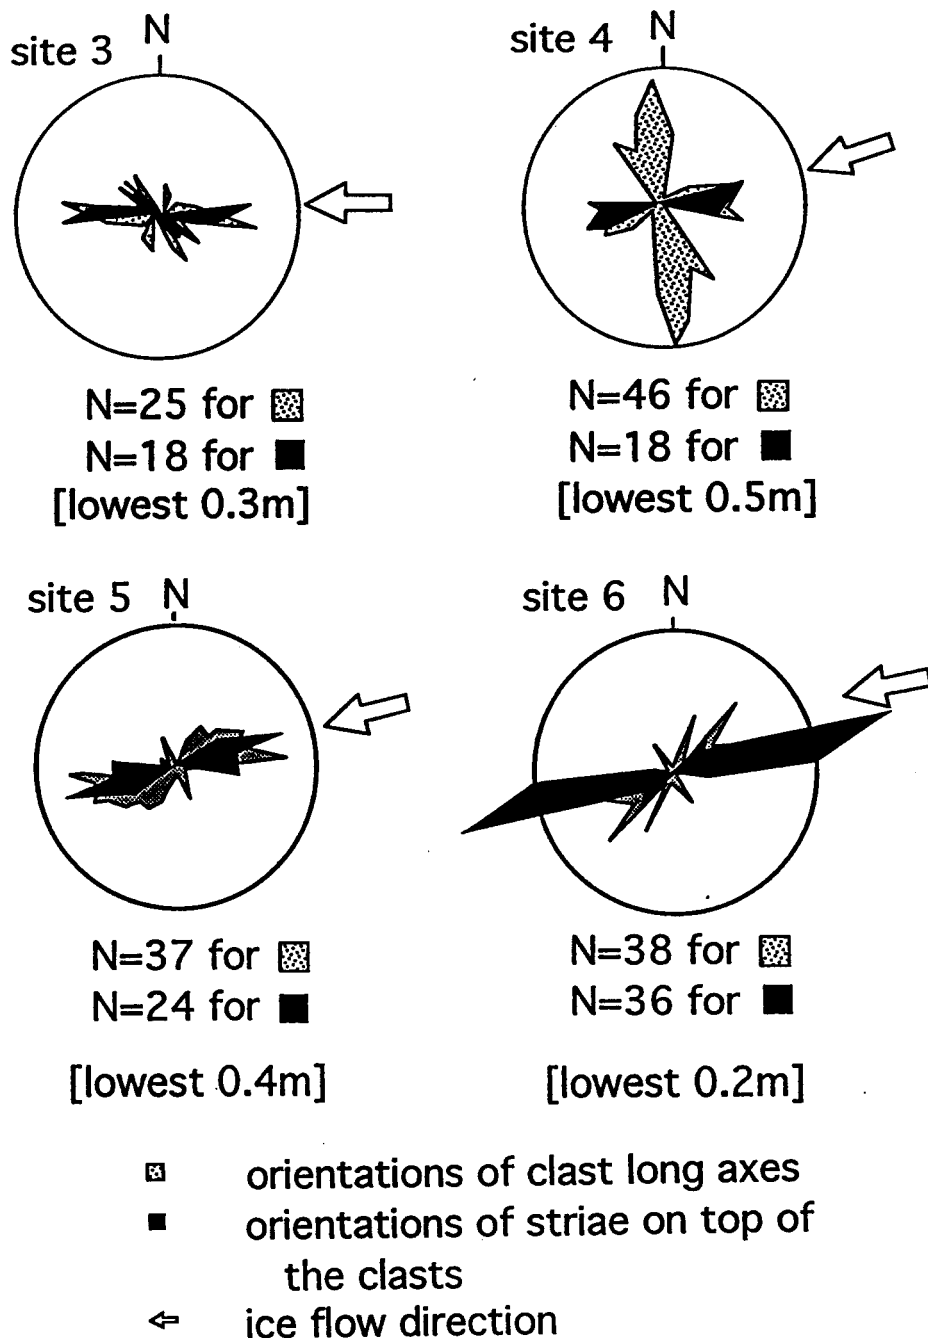 site 3 N
N=25 for
N=18 for
[lowest 0.3m]
site 4 N
N=46 for
N=18 for
[lowest 0.5m]
site 5 N
N=37 for
N=24 for
[lowest 0.4m]
site 6 N
N=38 for
N=36 for
[lowest 0.2m]
orientations of clast long axes
orientations of striae on top of
the clasts
ice flow direction